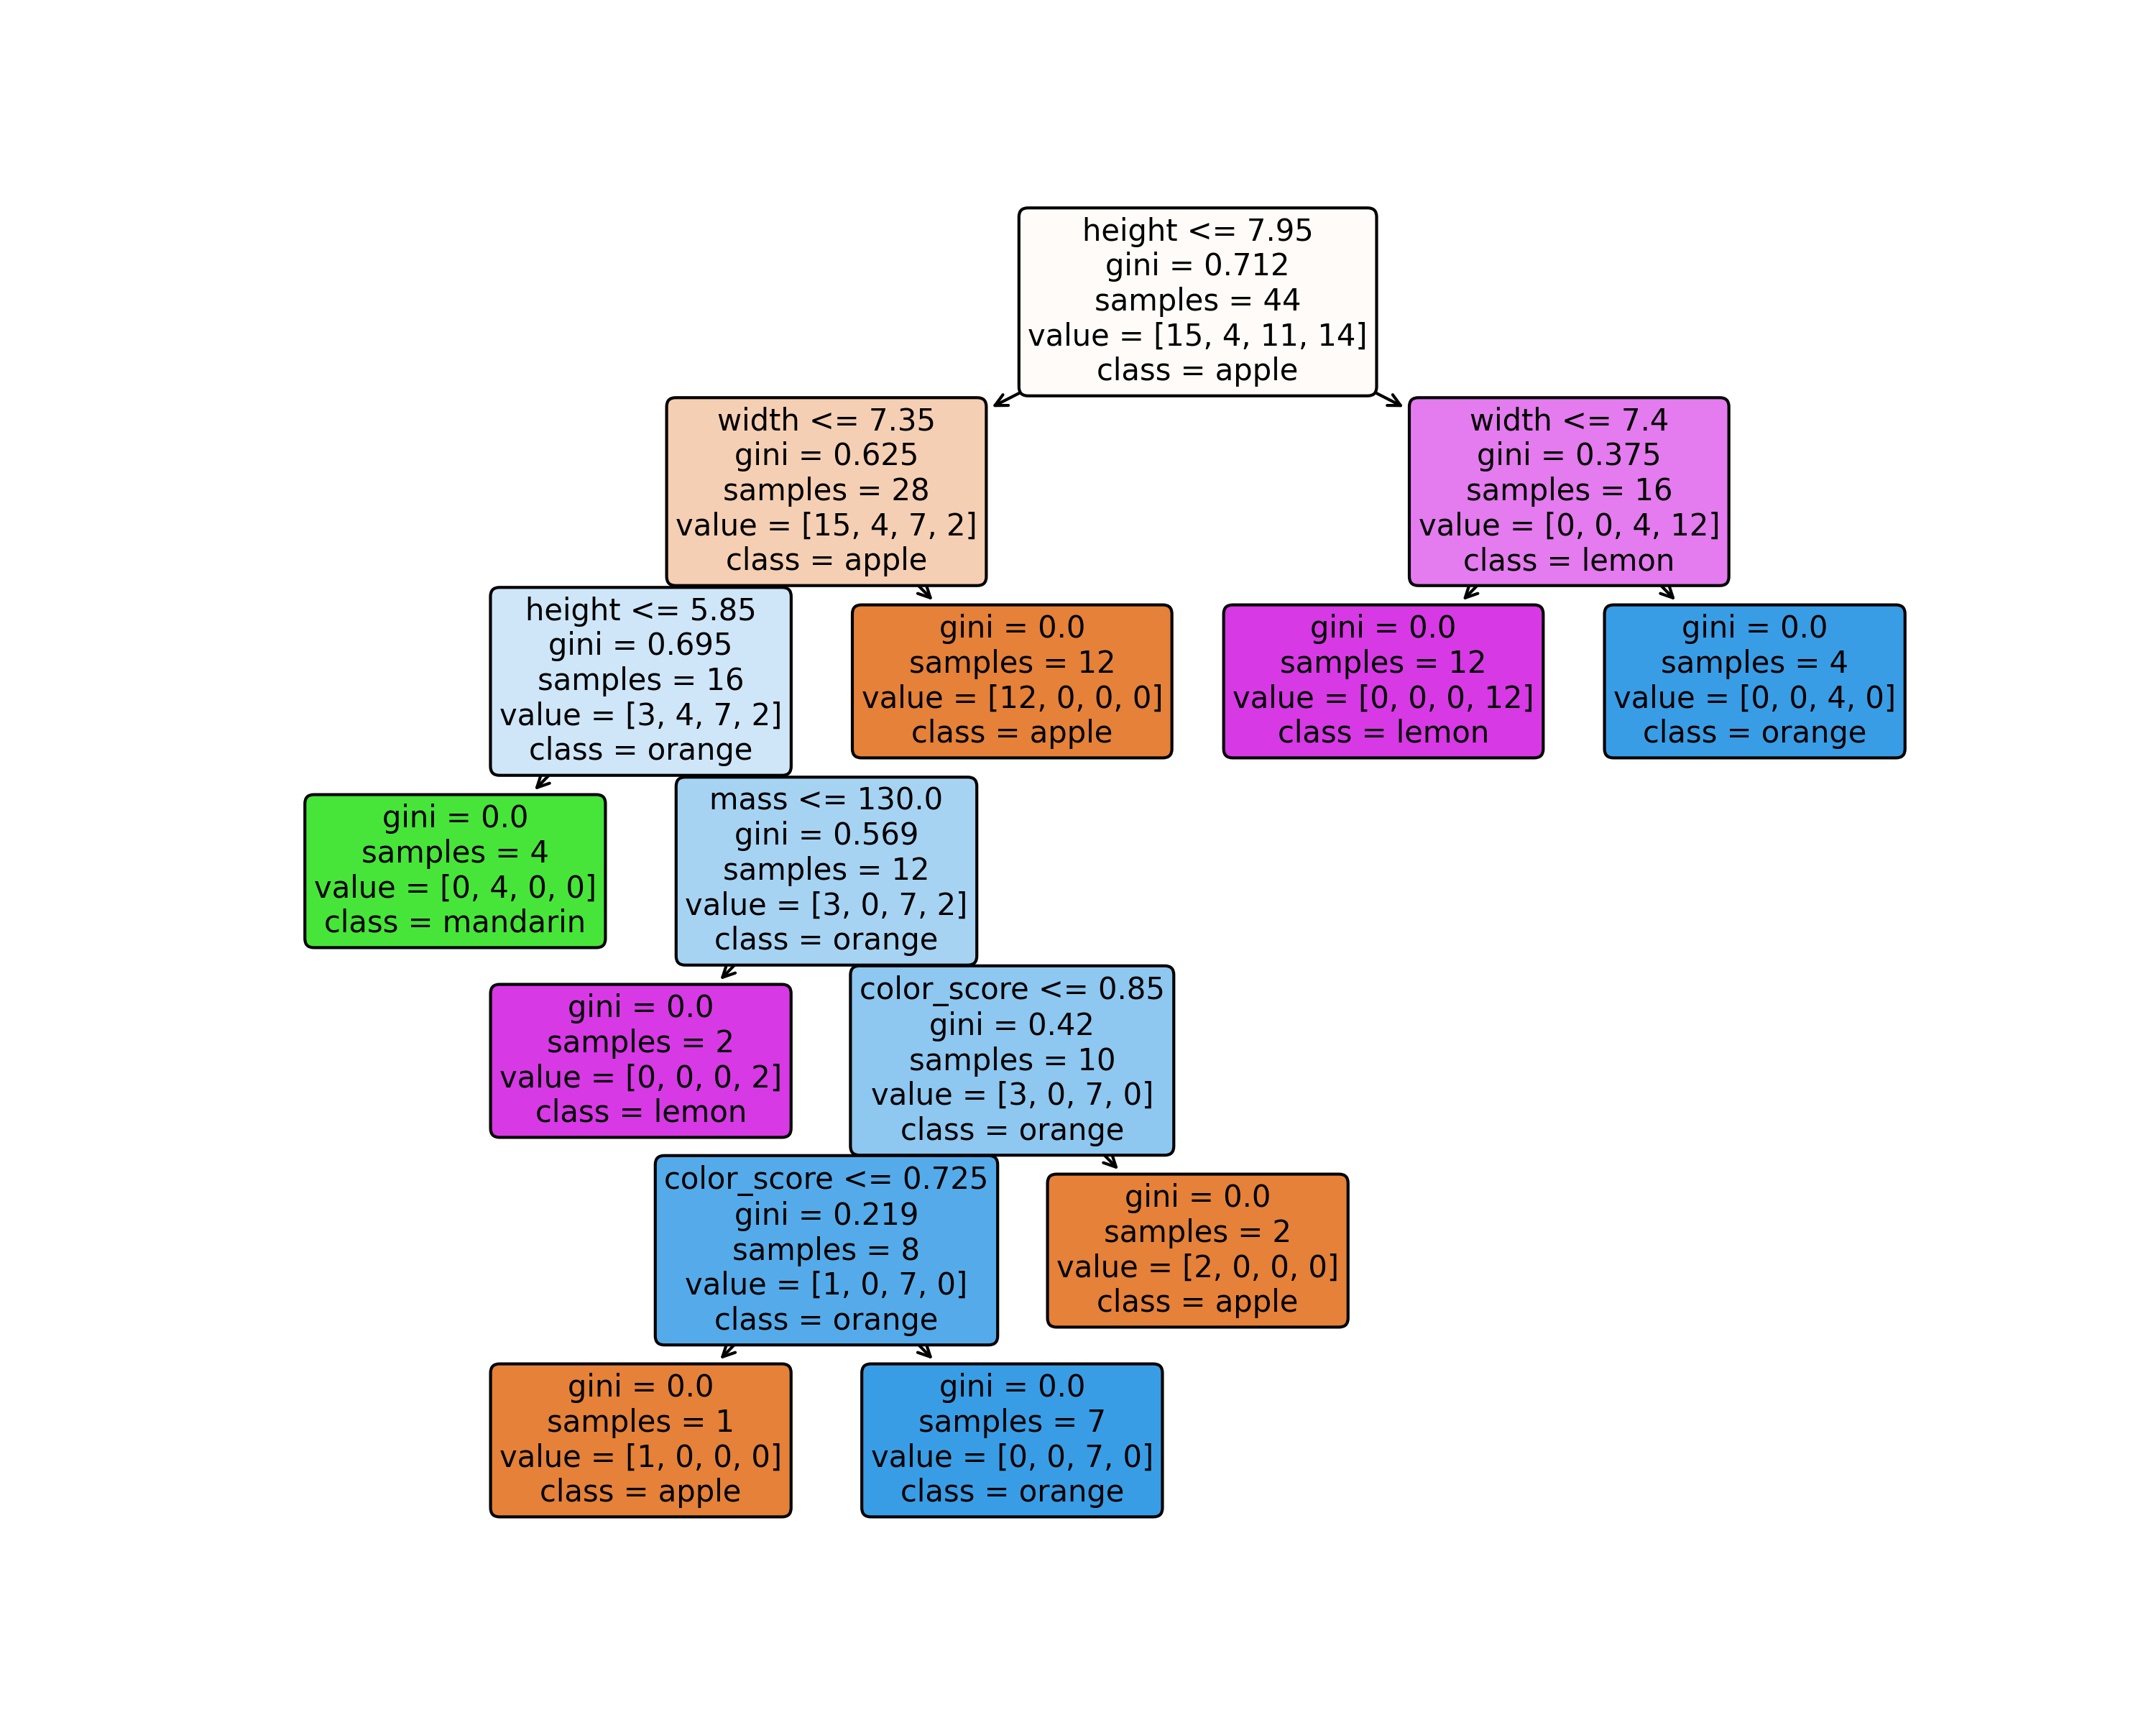 height <= 7.95
gini = 0.712
samples = 44
value = [15, 4, 11, 14]
class = apple
width <= 7.35
gini = 0.625
samples = 28
value = [15, 4, 7, 2]
class = apple
width <= 7.4
gini = 0.375
samples = 16
value = [0, 0, 4, 12]
class = lemon
height <= 5.85
gini = 0.695
samples = 16
value = [3, 4, 7, 2]
class = orange
gini = 0.0
samples = 12
value = [12, 0, 0, 0]
class = apple
gini = 0.0
samples = 12
value = [0, 0, 0, 12]
class = lemon
gini = 0.0
samples = 4
value = [0, 0, 4, 0]
class = orange
gini = 0.0
samples = 4
value = [0, 4, 0, 0]
class = mandarin
mass <= 130.0
gini = 0.569
samples = 12
value = [3, 0, 7, 2]
class = orange
gini = 0.0
samples = 2
value = [0, 0, 0, 2]
class = lemon
color_score <= 0.85
gini = 0.42
samples = 10
value = [3, 0, 7, 0]
class = orange
color_score <= 0.725
gini = 0.219
samples = 8
value = [1, 0, 7, 0]
class = orange
gini = 0.0
samples = 2
value = [2, 0, 0, 0]
class = apple
gini = 0.0
samples = 1
value = [1, 0, 0, 0]
class = apple
gini = 0.0
samples = 7
value = [0, 0, 7, 0]
class = orange